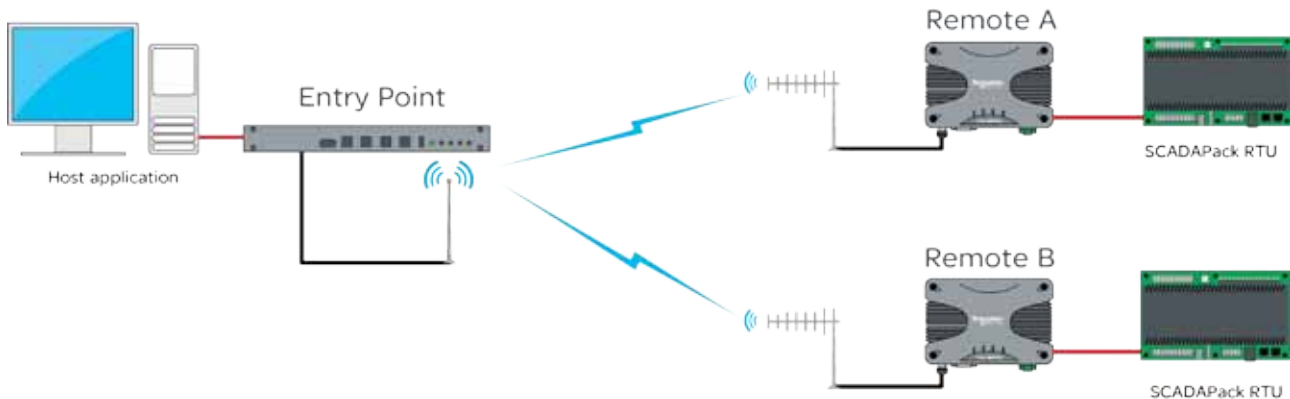 Remote A
Entry Point
Host application
SCADAPack RTU
Remote B
SCADAPack RTU